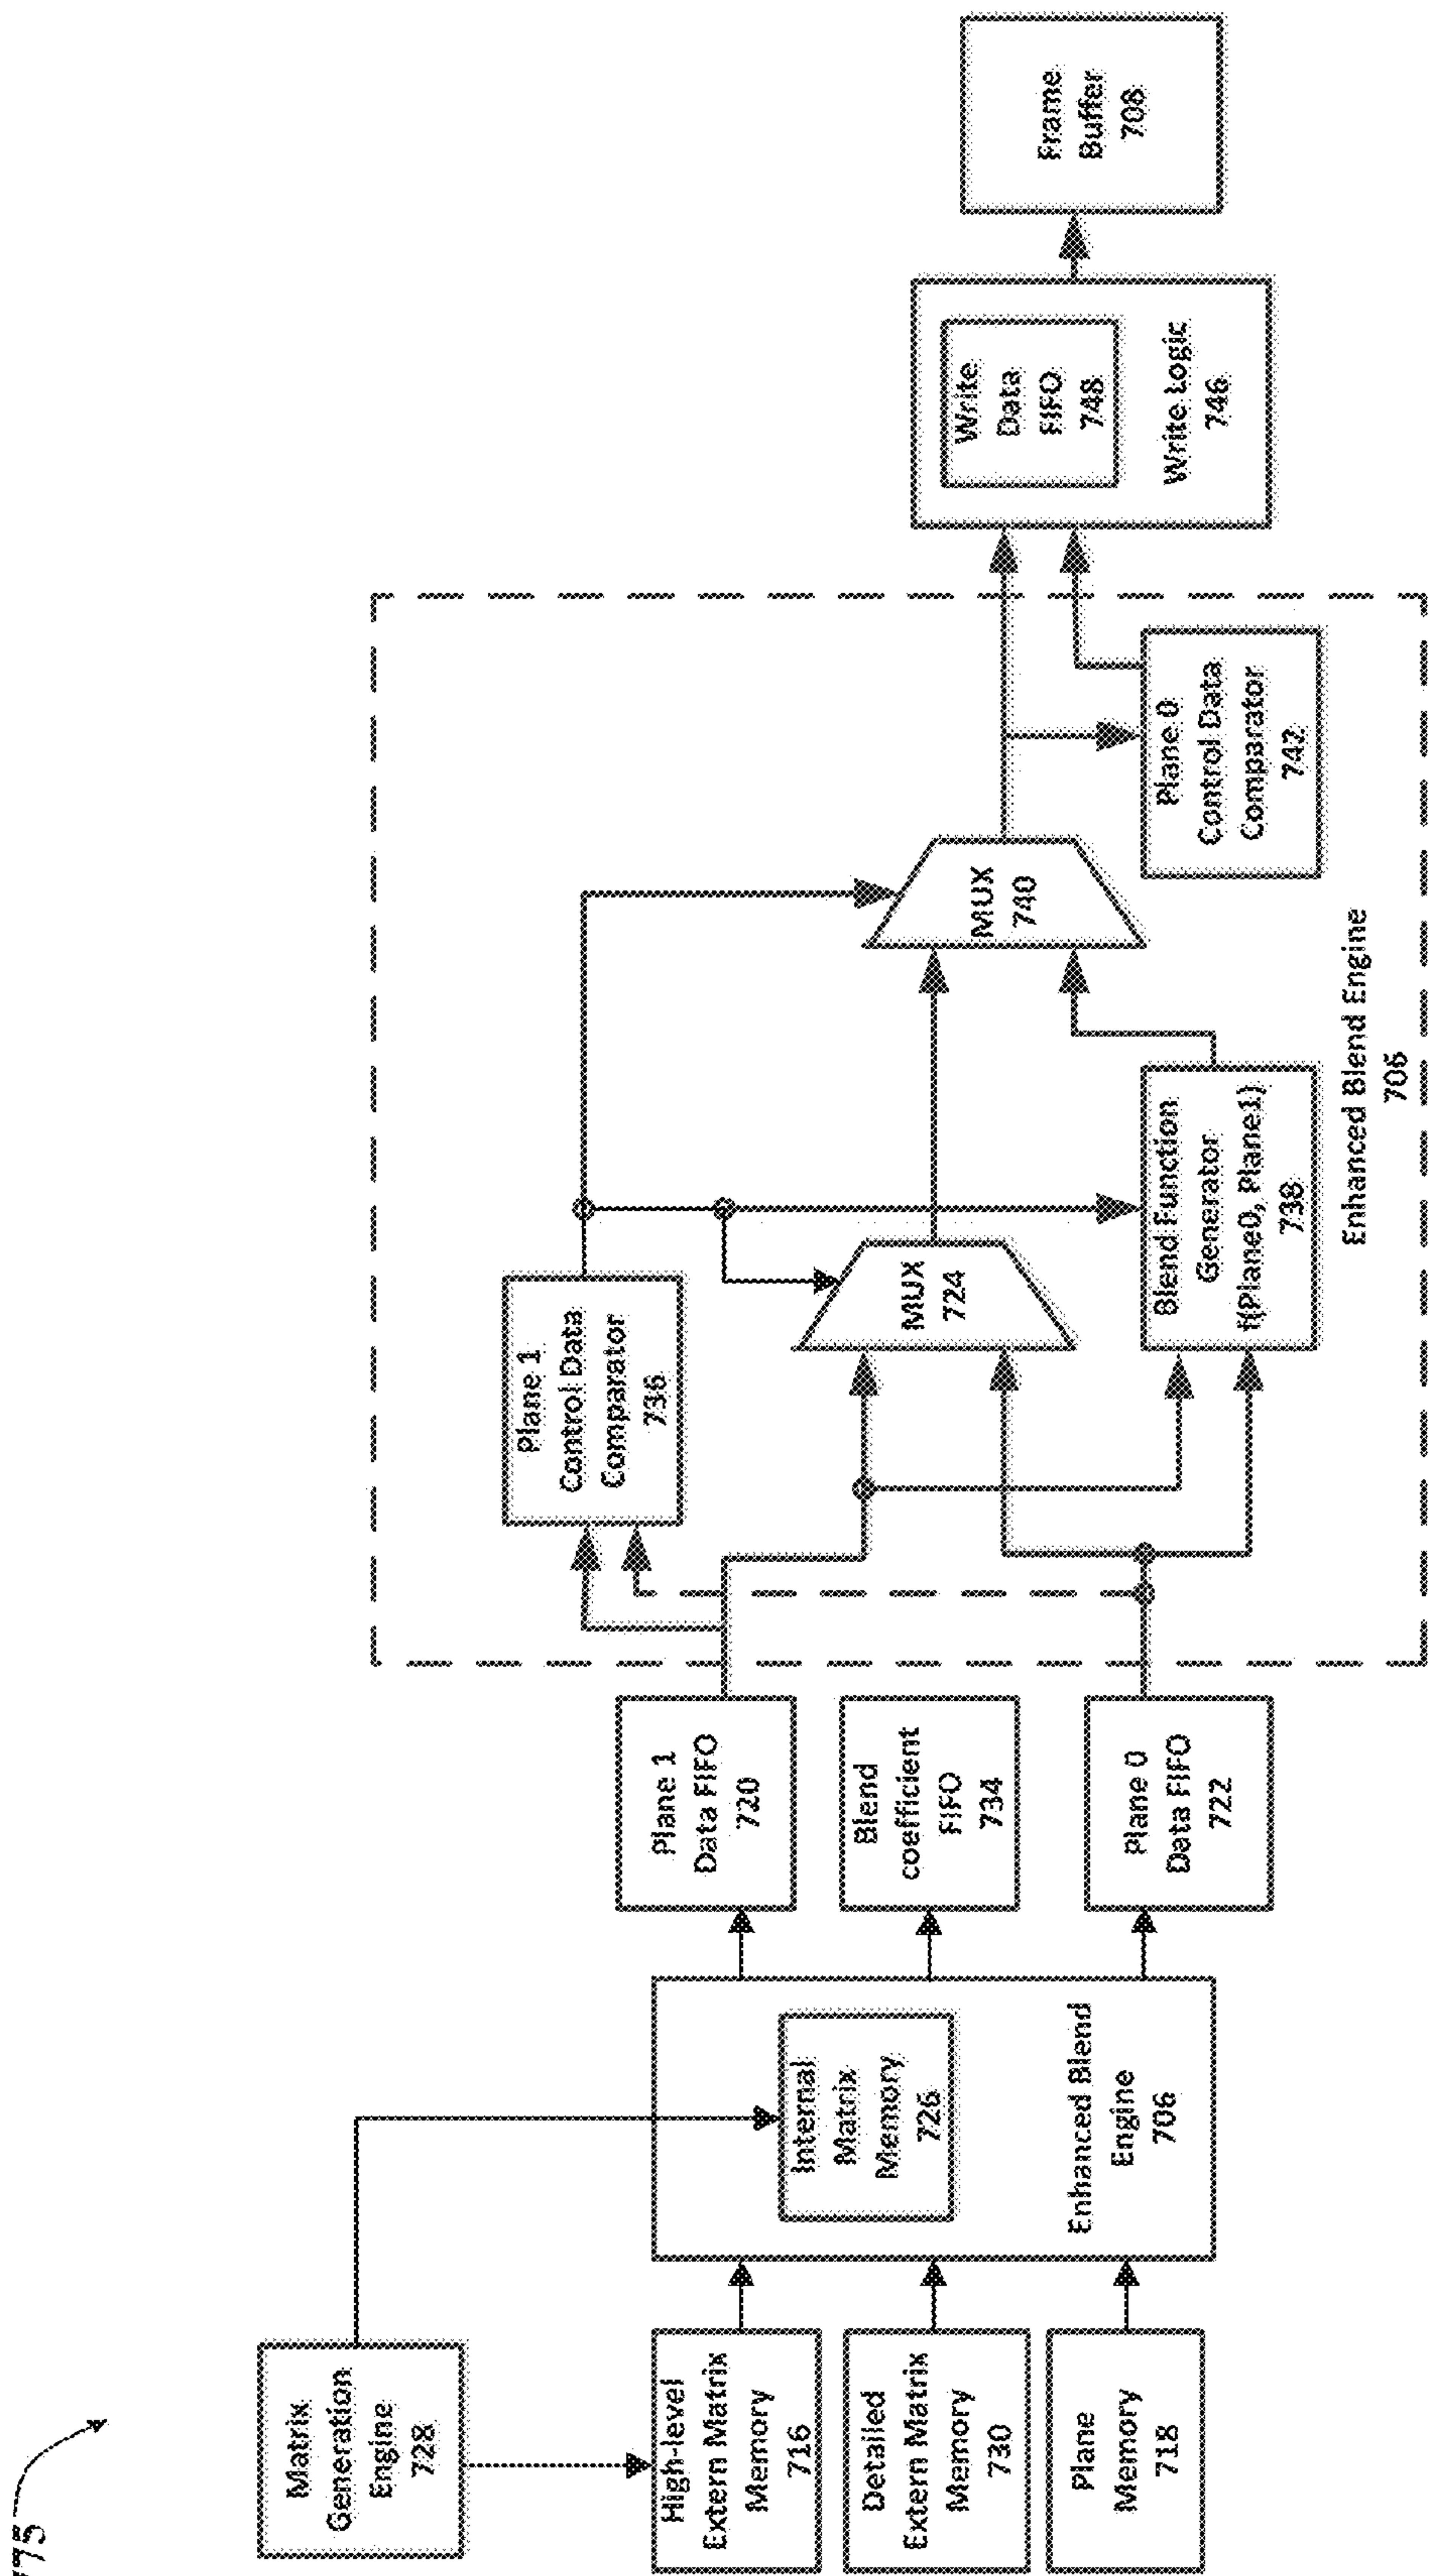 775
Matrix
Generation
Engine
728
High-level
Extern Matrix
Memory
716
Detailed
Extern Matrix
Memory
730
Plane
Memory
718
Internal
Matrix
Memory
726
Enhanced Blend
Engine
706
Plane 1
Data FIFO
720
Blend
coefficient
FIFO
734
Plane 0
Data FIFO
722
Plane 1
Control Data
Comparator
736
MUX
724
Blend Function
Generator
f(Plane0, Plane1)
738
MUX
740
Plane 0
Control Data
Comparator
742
Enhanced Blend Engine
706
Write
Data
FIFO
748
Write Logic
746
Frame
Buffer
708